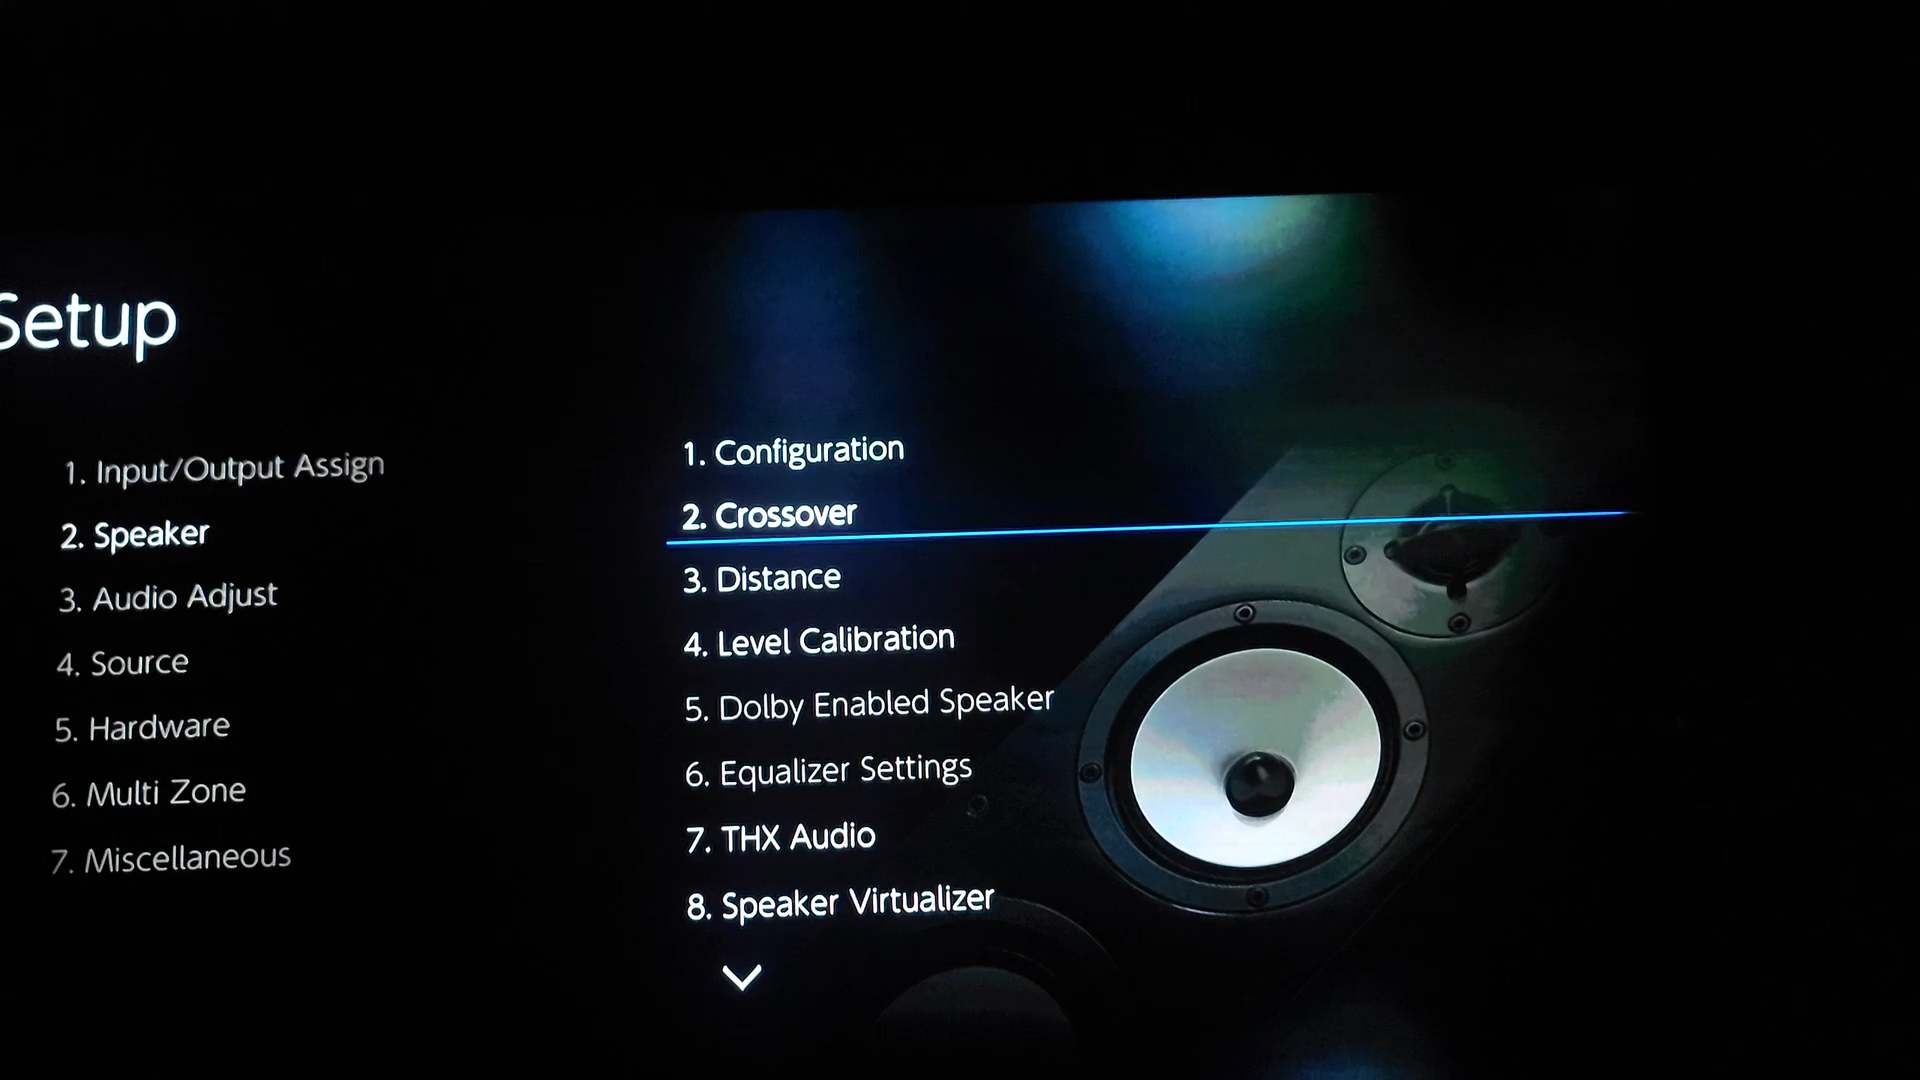 Setup
1. Input/Output Assign
2. Speaker
3. Audio Adjust
4. Source
5. Hardware
6. Multi Zone
7. Miscellaneous
1. Configuration
2. Crossover
3. Distance
4. Level Calibration
5. Dolby Enabled Speaker
6. Equalizer Settings
7. THX Audio
8. Speaker Virtualizer